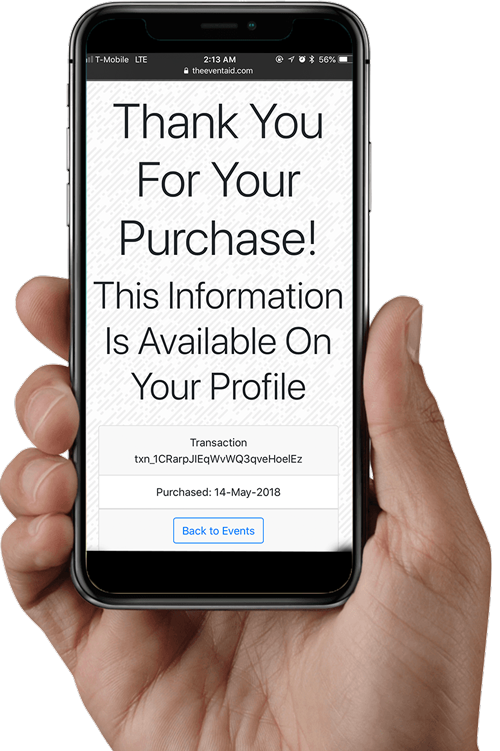 T-Mobile LTE 2:13 AM 56%
theeventaid.com
Thank You
For Your
Purchase!
This Information
Is Available On
Your Profile
Transaction
txn_1CRarpJIEqWvWQ3qveHoelEz
Purchased: 14-May-2018
Back to Events